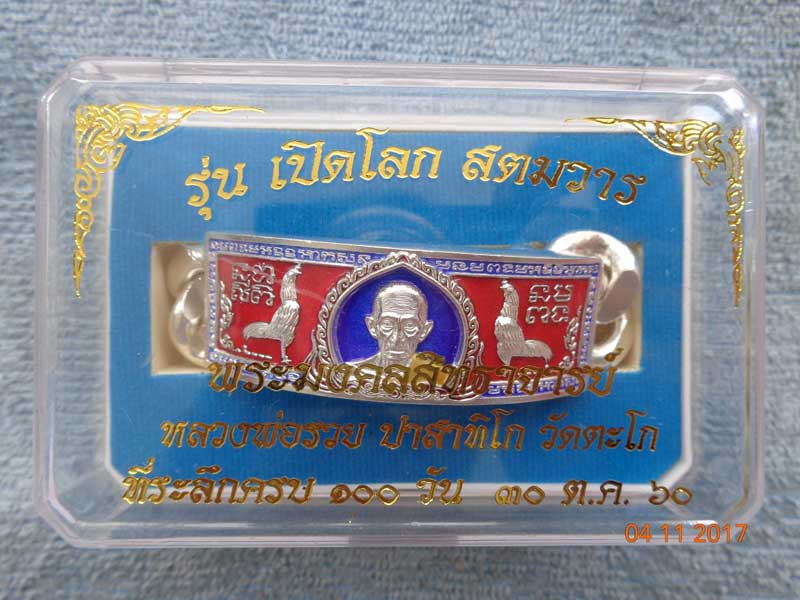 รุ่น เปิดโลก สตมวาร
พระมงคลสิทธาจารย์
หลวงพ่อรวย ปาสาทิโก วัดตะโก
ที่ระลึกครบ ๑๐๐ วัน ๓๐ ต.ค. ๖๐
04 11 2017